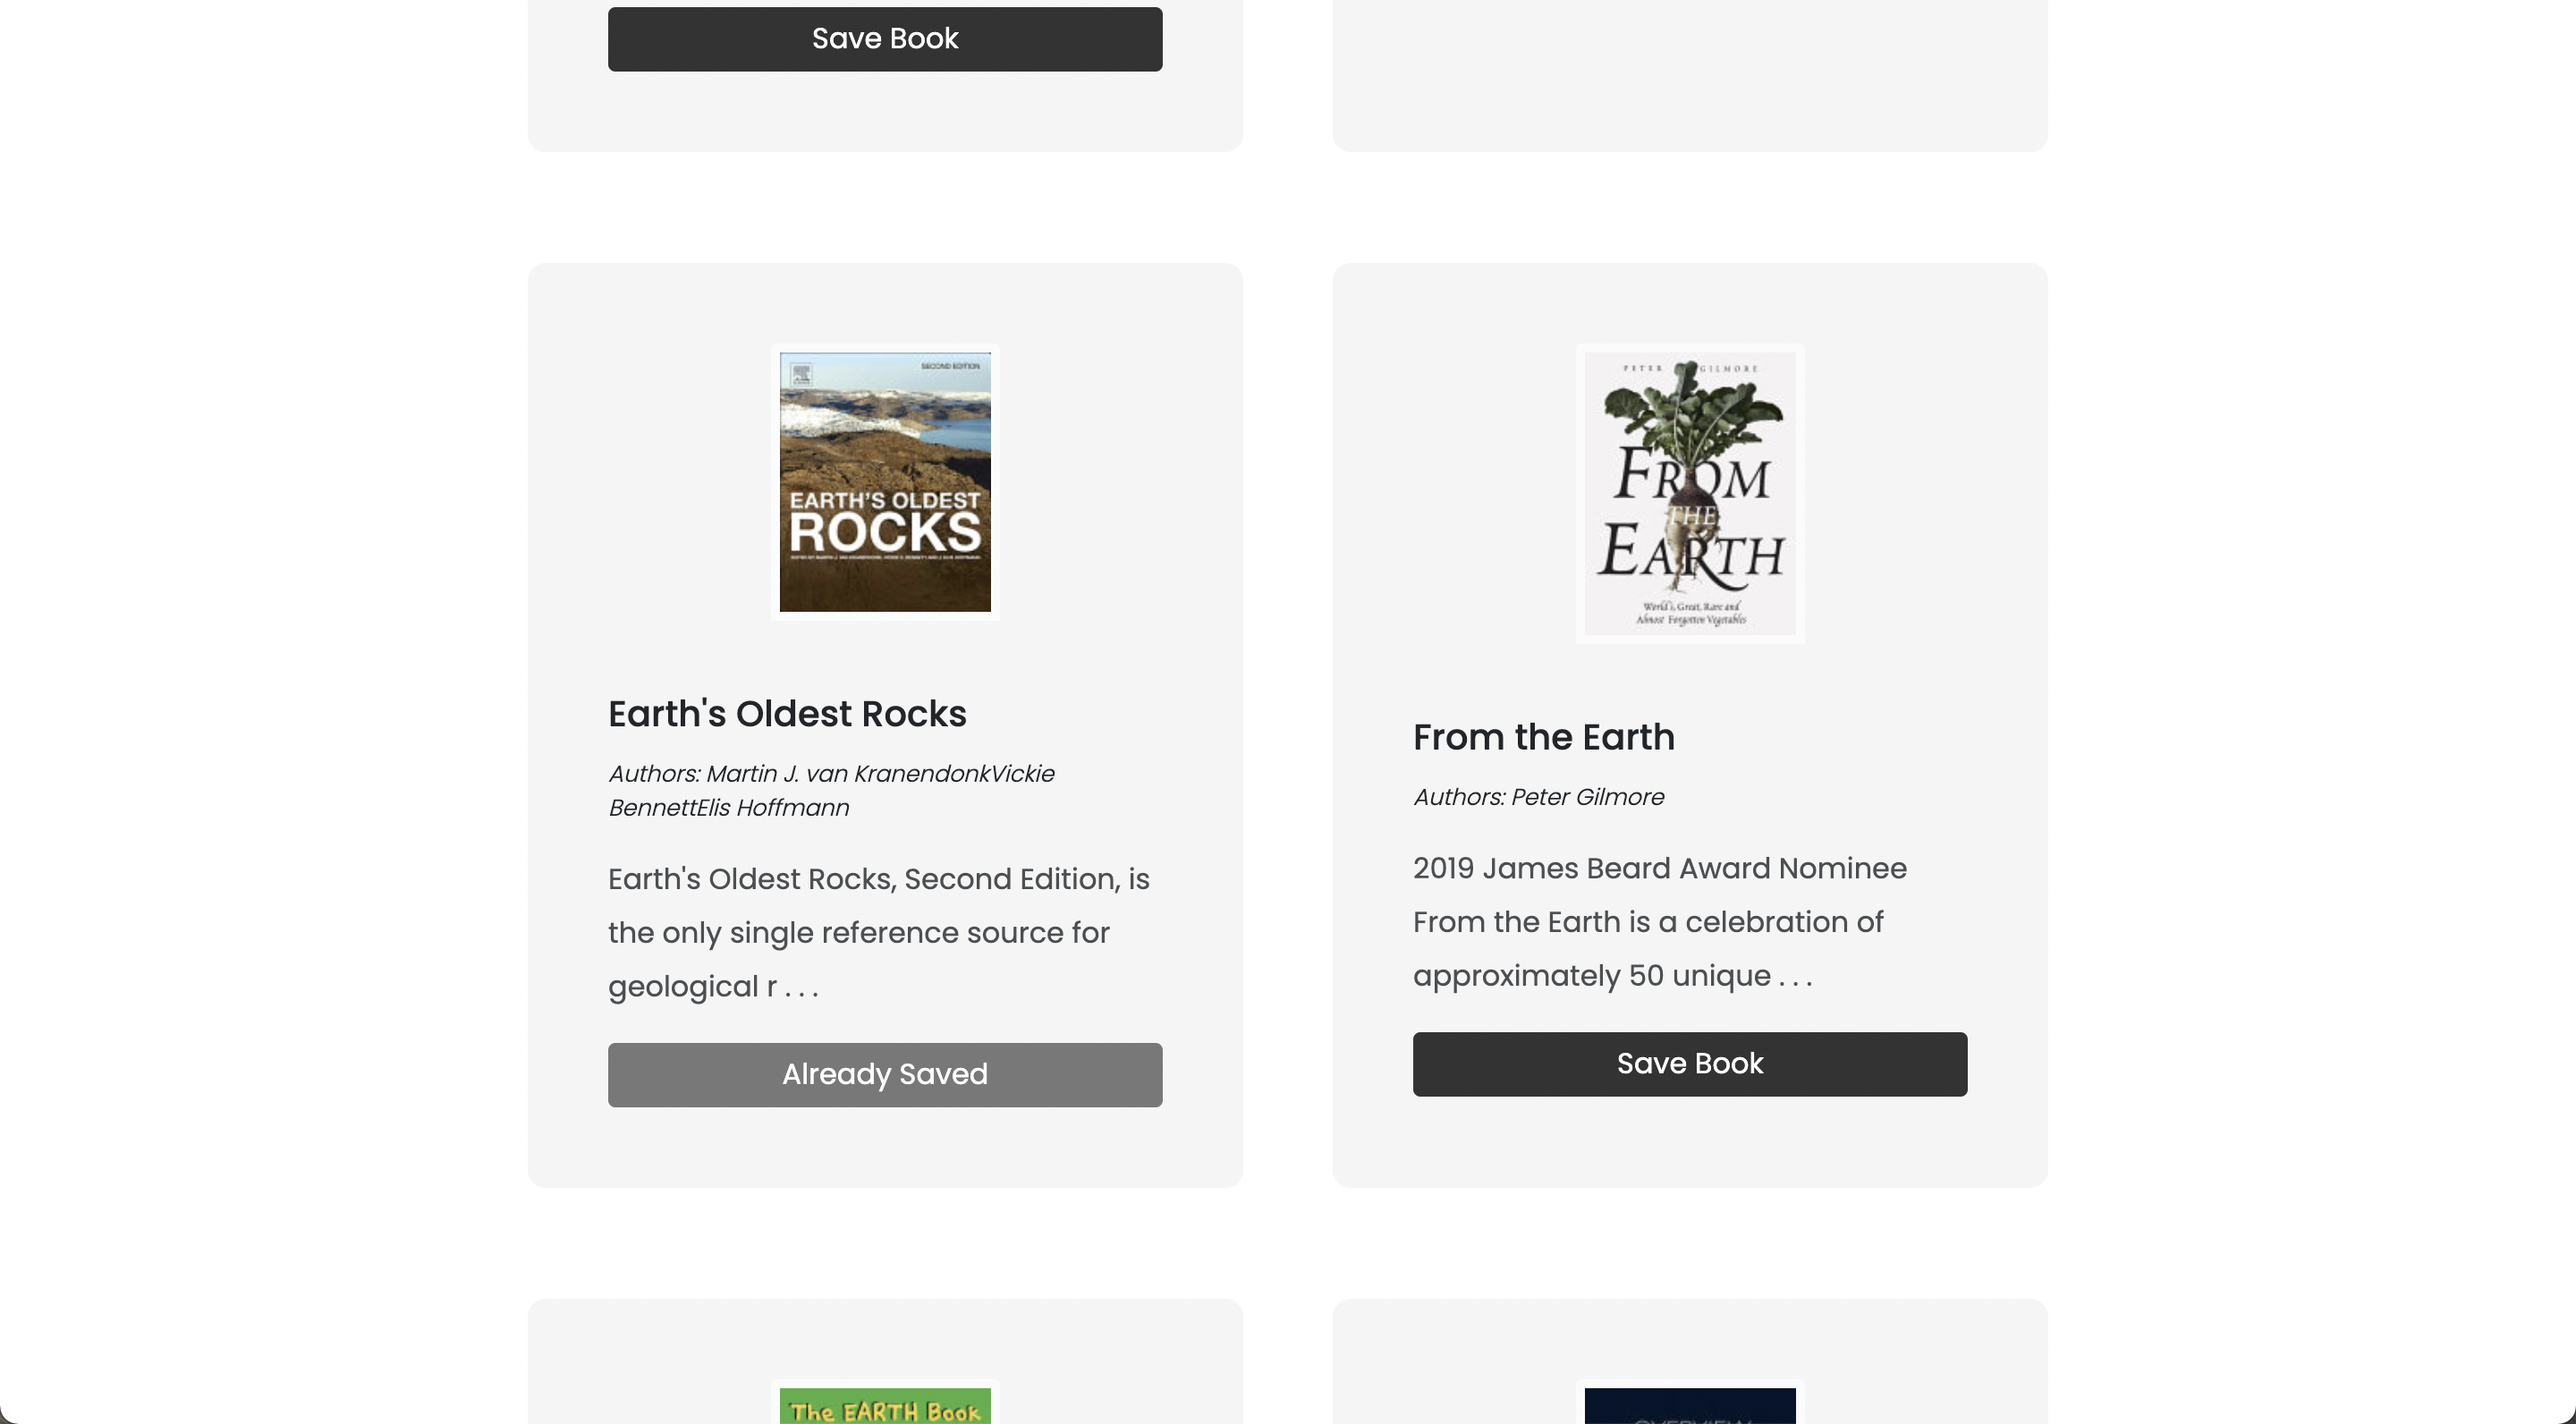 Save Book
SECOND EDITION
EARTH'S OLDEST
ROCKS
Earth's Oldest Rocks
Authors: Martin J. van KranendonkVickie
BennettElis Hoffmann
Earth's Oldest Rocks, Second Edition, is
the only single reference source for
geological r . . .
Already Saved
PETER GILMORE
FROM
THE
EARTH
World's, Great, Rare and
Almost Forgotten Vegetables
From the Earth
Authors: Peter Gilmore
2019 James Beard Award Nominee
From the Earth is a celebration of
approximately 50 unique . . .
Save Book
The EARTH Book
OVERVIEW